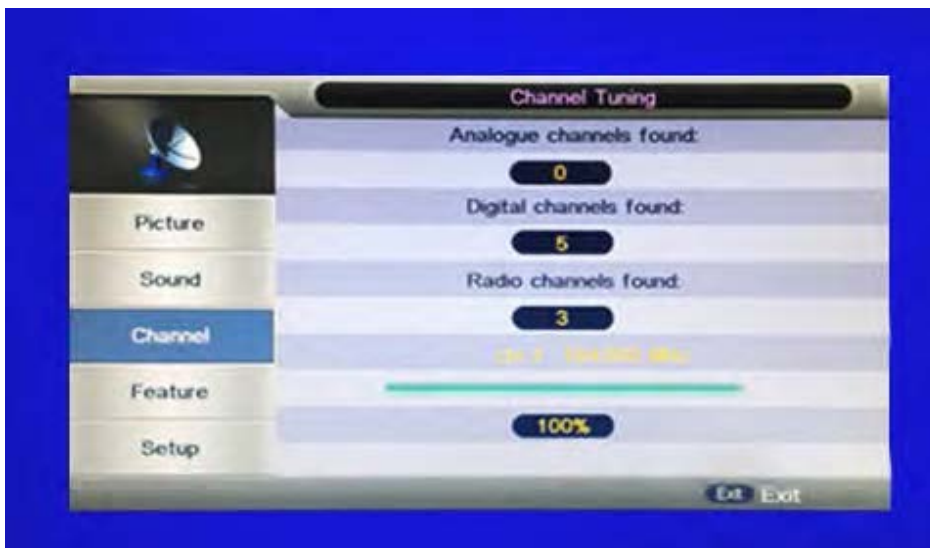 Channel Tuning
Analogue channels found:
0
Digital channels found:
5
Radio channels found:
3
100%
Picture
Sound
Channel
Feature
Setup
Exit Exit